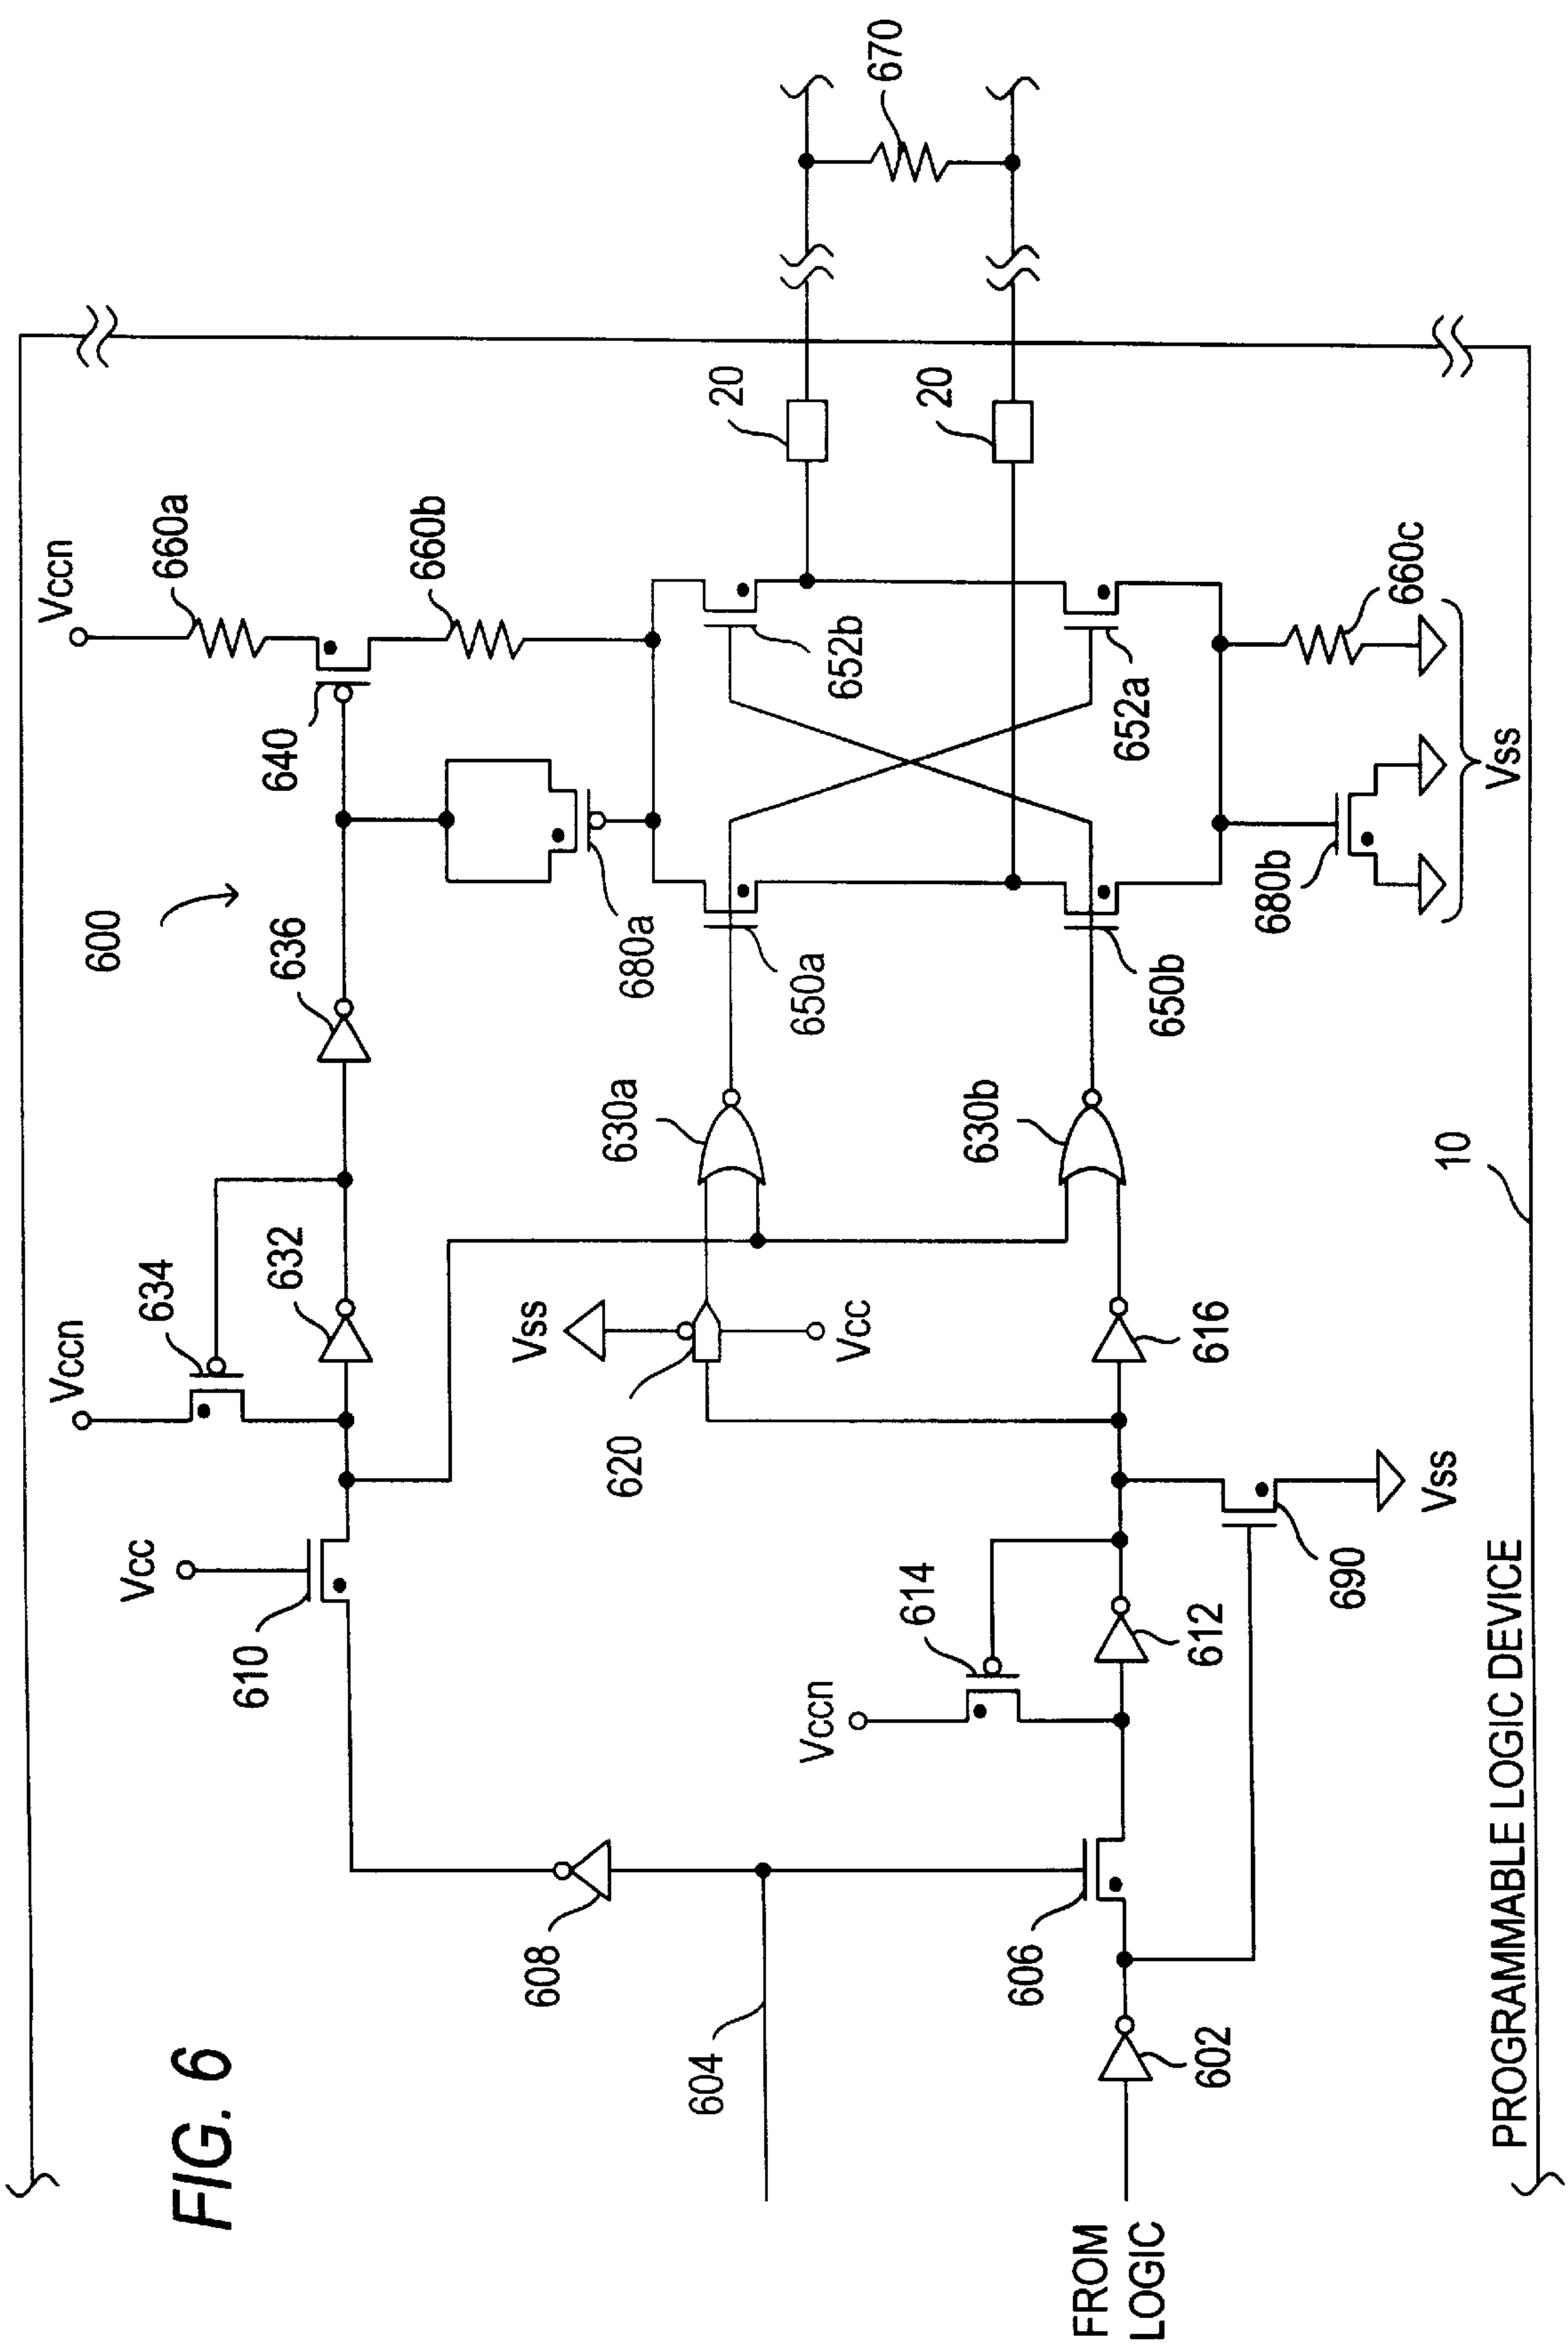 FIG. 6
600
Vccn
634
632
636
640
Vccn
660a
660b
680a
Vcc
610
608
604
Vss
620
Vcc
630a
650a
652b
20
20
670
Vccn
614
612
616
630b
650b
652a
680b
660c
Vss
FROM
LOGIC
602
606
690
Vss
10
PROGRAMMABLE LOGIC DEVICE